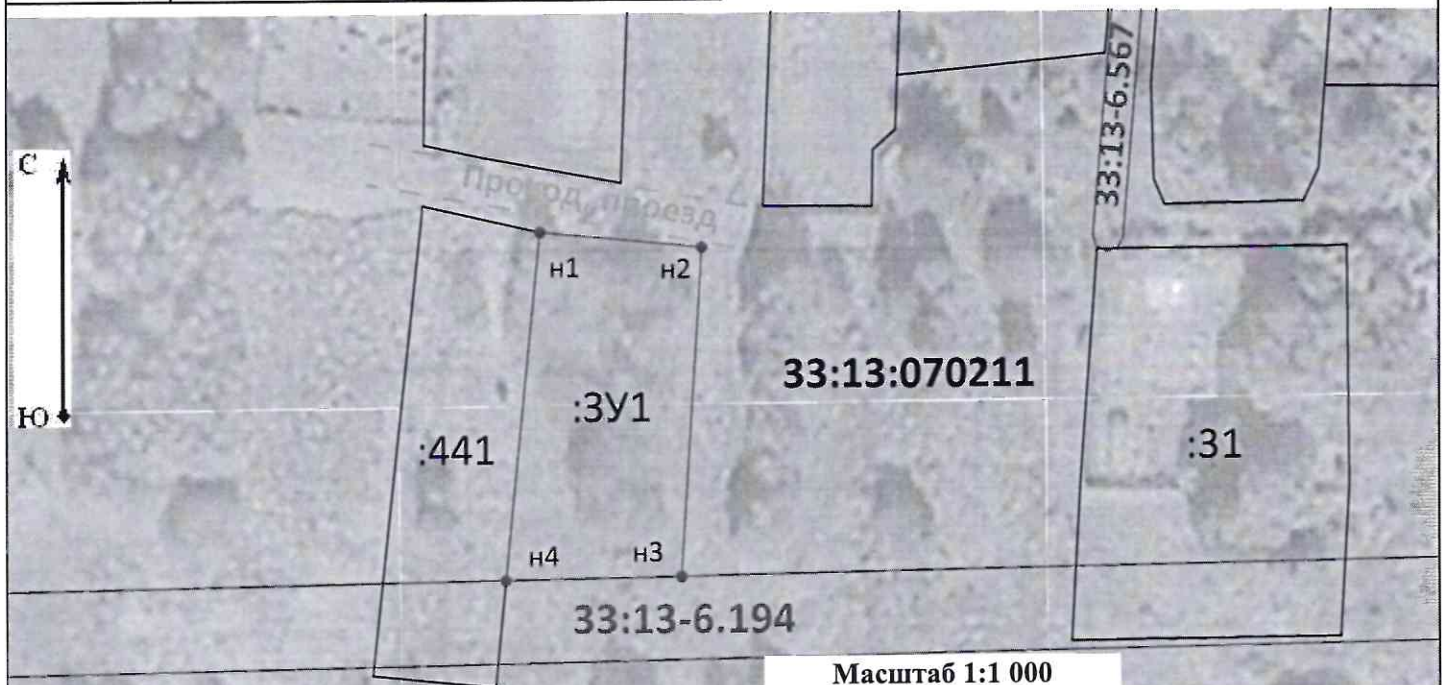 33:13-6.567
С
Проход, проезд
н1
н2
33:13:070211
:ЗУ1
Ю
:441
:31
н4
н3
33:13-6.194
Масштаб 1:1 000